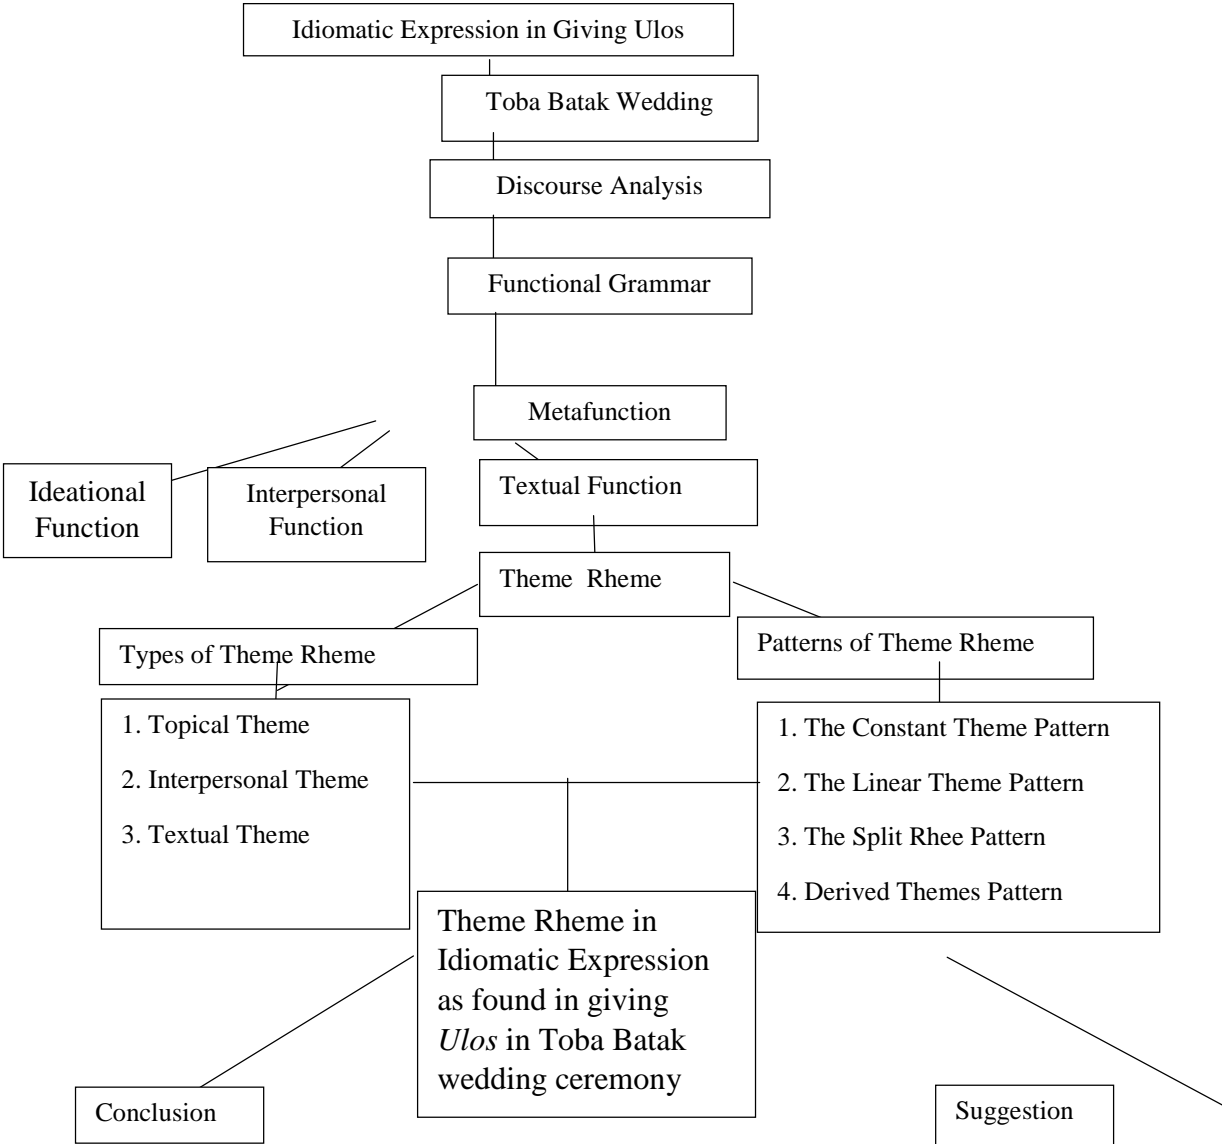 Idiomatic Expression in Giving Ulos
Toba Batak Wedding
Discourse Analysis
Functional Grammar
Metafunction
Ideational
Function
Interpersonal
Function
Textual Function
Theme  Rheme
Types of Theme Rheme
Patterns of Theme Rheme
1. Topical Theme
2. Interpersonal Theme
3. Textual Theme
1. The Constant Theme Pattern
2. The Linear Theme Pattern
3. The Split Rhee Pattern
4. Derived Themes Pattern
Theme Rheme in
Idiomatic Expression
as found in giving
Ulos in Toba Batak
wedding ceremony
Conclusion
Suggestion